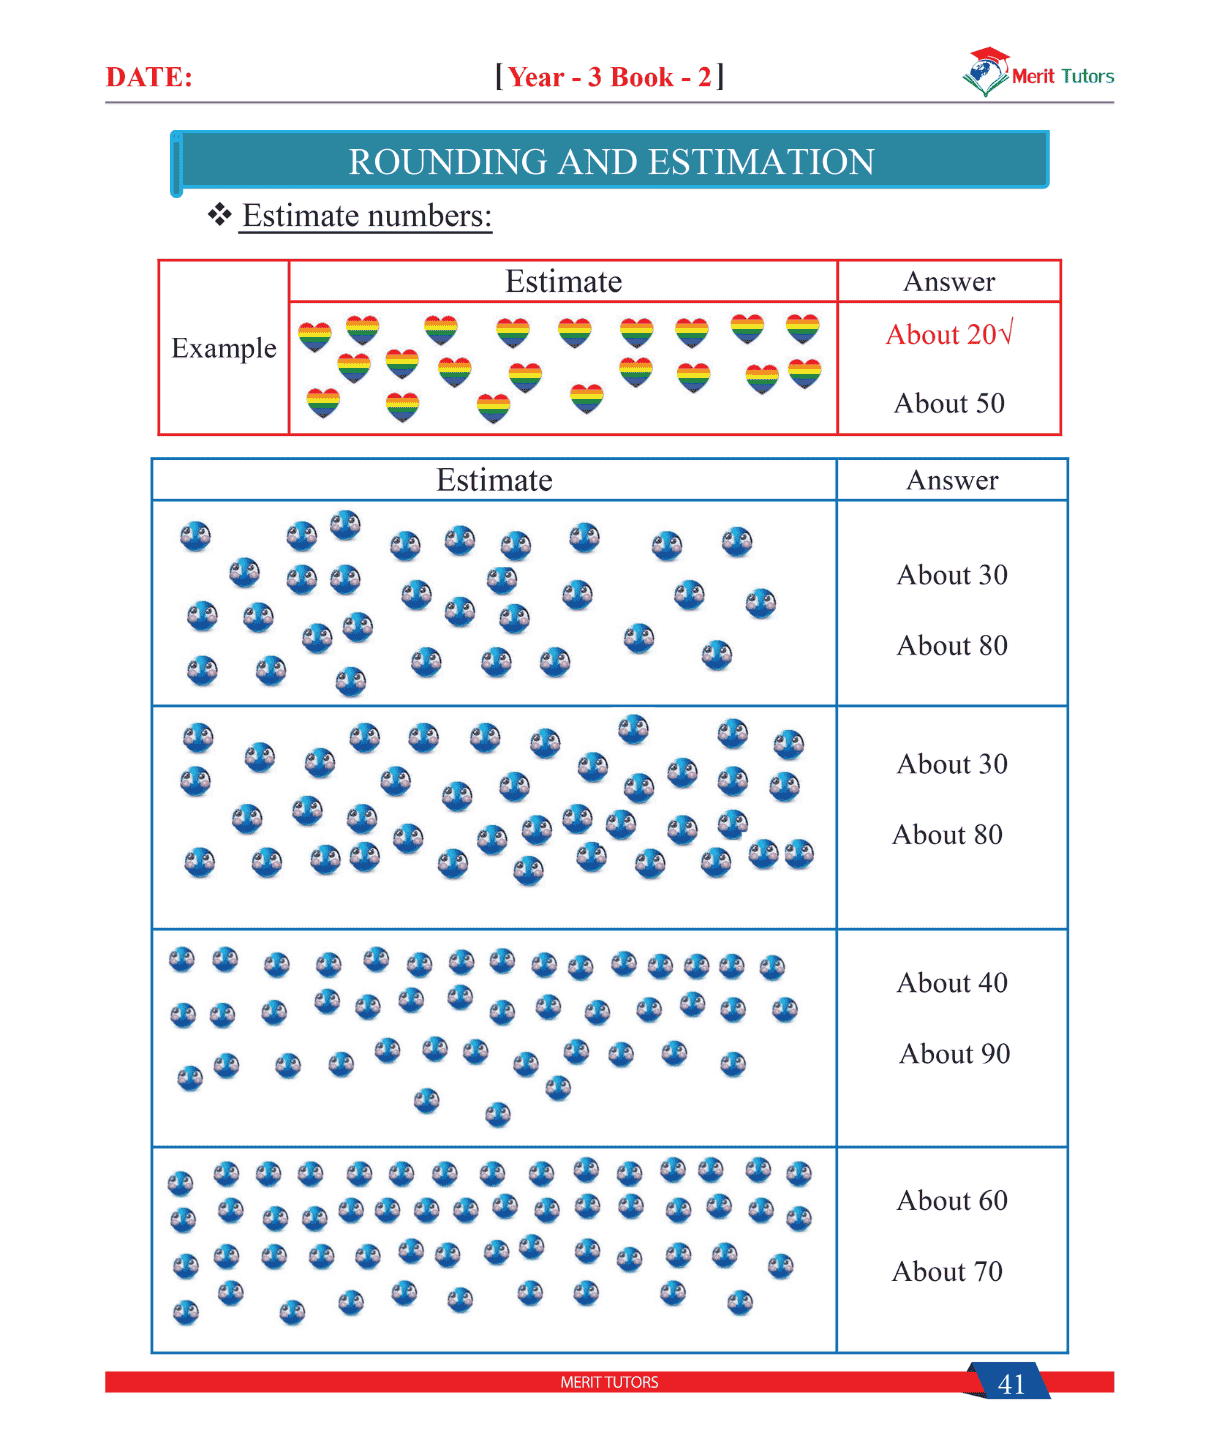 DATE:
[Year - 3 Book - 2]
Merit Tutors
ROUNDING AND ESTIMATION
❖ Estimate numbers:
Example
Estimate
Answer
About 20√
About 50
Estimate
Answer
About 30
About 80
About 30
About 80
About 40
About 90
About 60
About 70
MERIT TUTORS
41